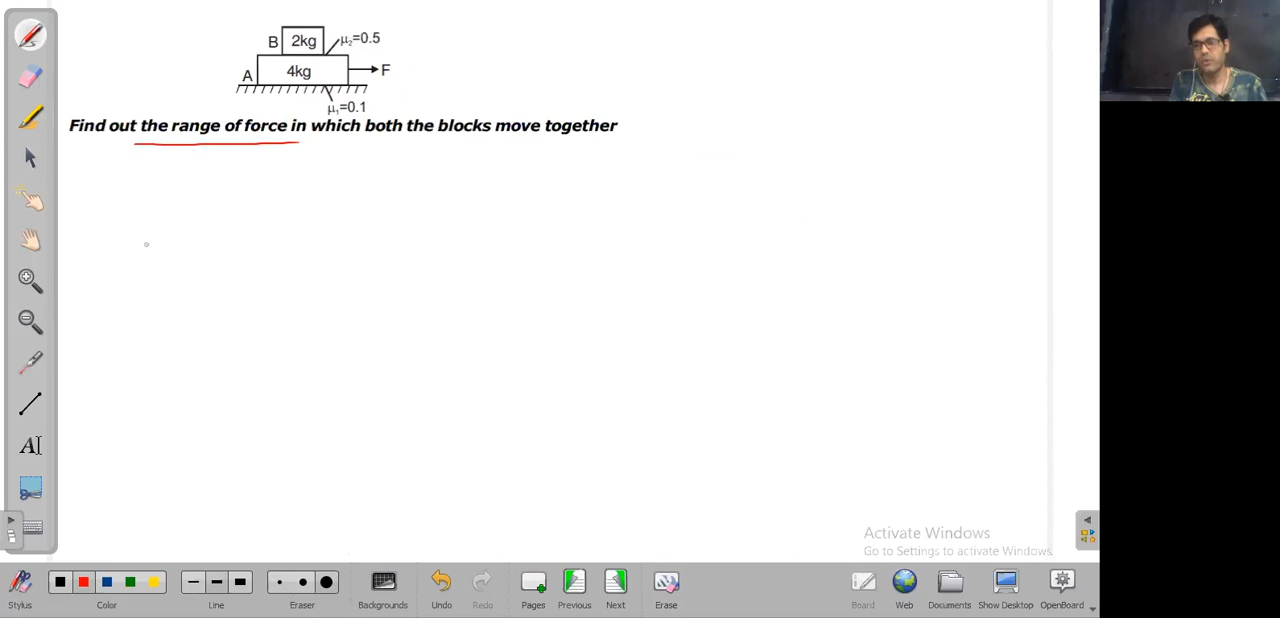 B 2kg μ₂=0.5
A 4kg F
μ₁=0.1
Find out the range of force in which both the blocks move together
A
Activate Windows
Go to Settings to activate Windows.
Stylus Color Line Eraser Backgrounds Undo Redo Pages Previous Next Erase Board Web Documents Show Desktop OpenBoard